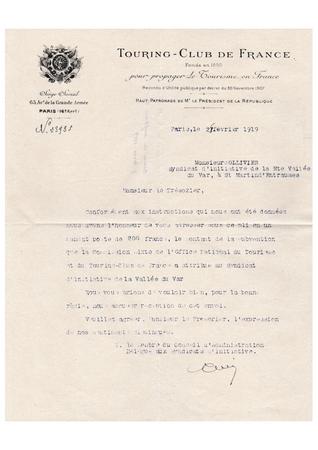 TOURING-CLUB DE FRANCE
Fondé en 1890
pour propager Le Tourisme en France
Reconnu d'Utilité publique par décret du 30 Novembre 1907
HAUT PATRONAGE DE Mr LE PRÉSIDENT DE LA RÉPUBLIQUE
Siège Social
65 Avᵉ de la Grande Armée
PARIS
Paris, le février 1919
Monsieur OLLIVIER
Syndicat d'initiative de la Hte Vallée
du Var, à St Martin d'Entraunes
Monsieur le Trésorier,
Conformément aux instructions qui nous ont été données
nous avons l'honneur de vous adresser sous ce pli en un
mandat poste de 200 francs, le montant de la subvention
que la Commission mixte de l'Office National du Tourisme
et du Touring-Club de France a attribué au Syndicat
d'initiative de la Vallée du Var
Nous vous prions de vouloir bien, pour la bonne
règle, nous accuser réception de cet envoi.
Veuillez agréer, Monsieur le Trésorier, l'expression
de nos sentiments
Le Membre du Conseil d'Administration
Délégué aux Syndicats d'Initiative.